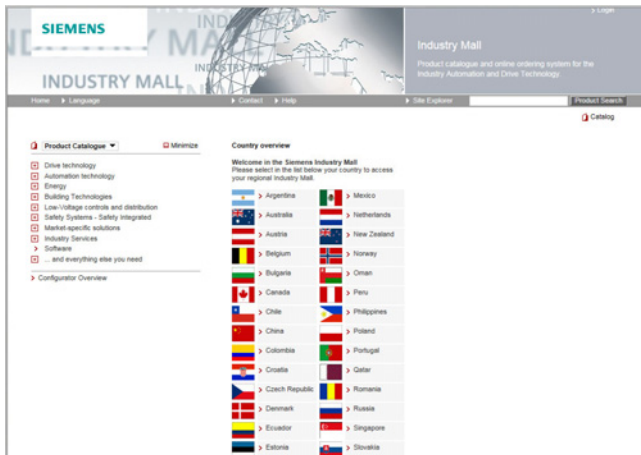 Login
SIEMENS
INDUSTRY MALL
Industry Mall
Product catalogue and online ordering system for the
Industry Automation and Drive Technology.
Home Language Contact Help Site Explorer Product Search
Catalog
Product Catalogue Minimize
Drive technology
Automation technology
Energy
Building Technologies
Low-Voltage controls and distribution
Safety Systems - Safety Integrated
Market-specific solutions
Industry Services
Software
... and everything else you need
Configurator Overview
Country overview
Welcome in the Siemens Industry Mall
Please select in the list below your country to access
your regional Industry Mall.
Argentina Mexico
Australia Netherlands
Austria New Zealand
Belgium Norway
Bulgaria Oman
Canada Peru
Chile Philippines
China Poland
Colombia Portugal
Croatia Qatar
Czech Republic Romania
Denmark Russia
Ecuador Singapore
Estonia Slovakia